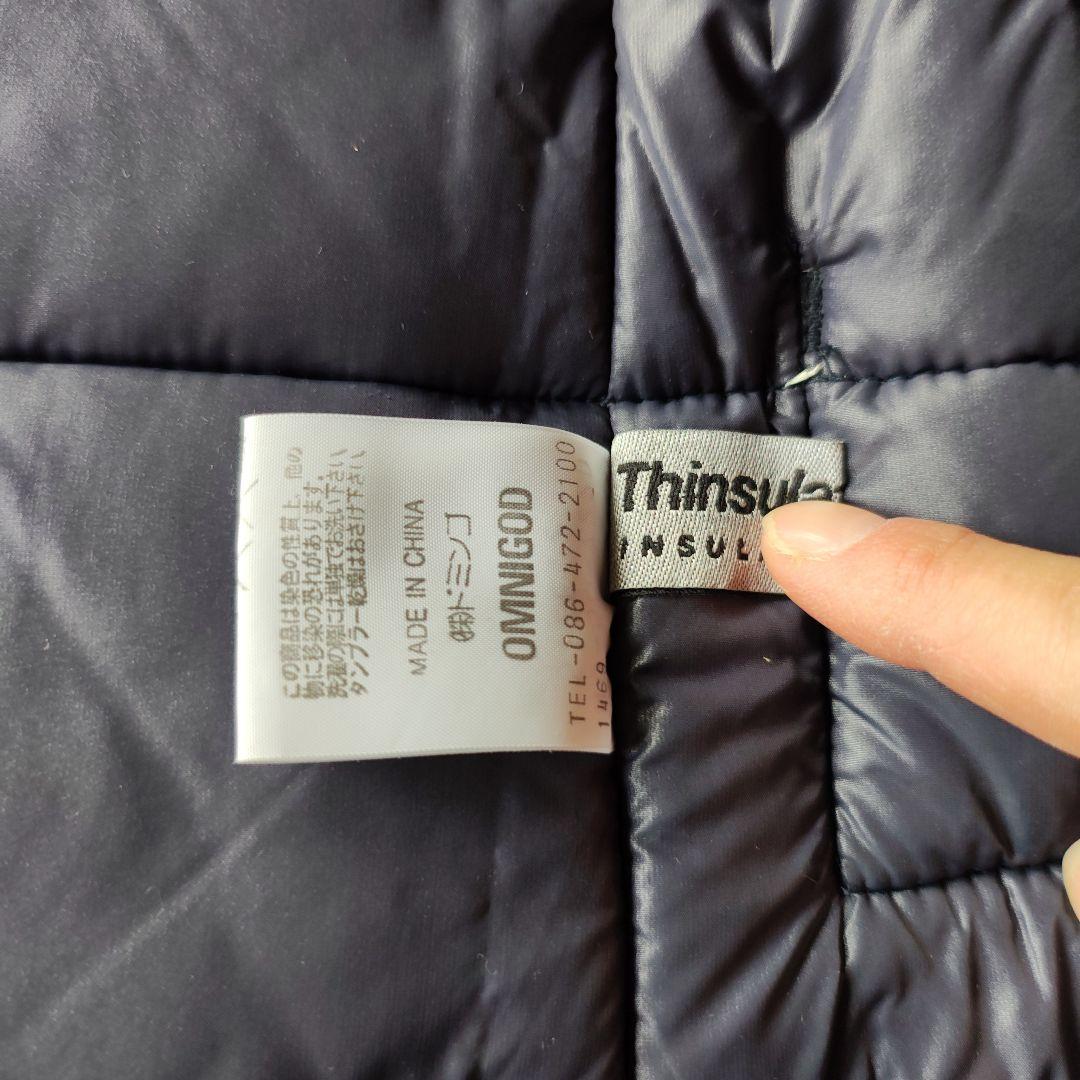 この商品は染色の性質上、他の
物に移染の恐れがあります。
洗濯の際には単独でお洗い下さい。
タンブラー乾燥はおさけ下さい。
MADE IN CHINA
㈱ドミンゴ
OMNIGOD
TEL-086-472-2100
1469
Thinsula
INSUL